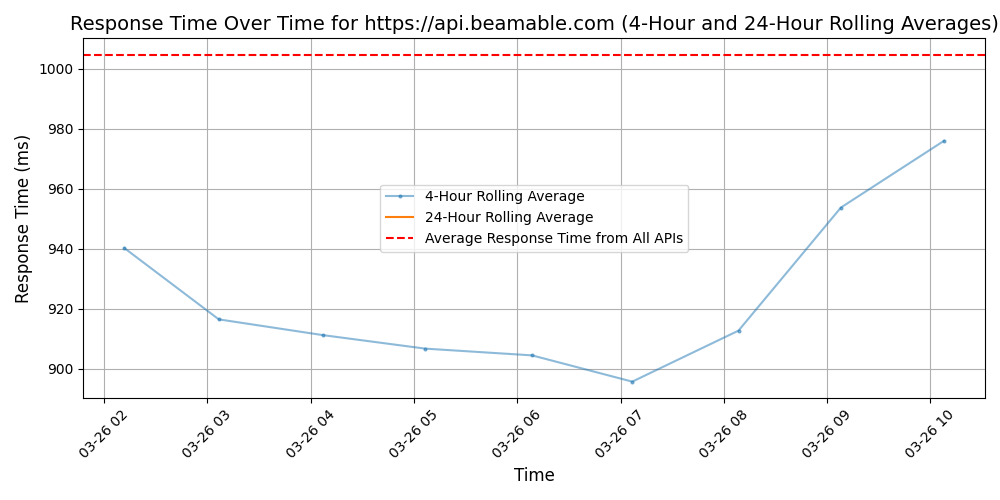 Response Time Over Time for https://api.beamable.com (4-Hour and 24-Hour Rolling Averages)
Response Time (ms)
1000
980
960
940
920
900
4-Hour Rolling Average
24-Hour Rolling Average
Average Response Time from All APIs
03-26 02
03-26 03
03-26 04
03-26 05
03-26 06
03-26 07
03-26 08
03-26 09
03-26 10
Time